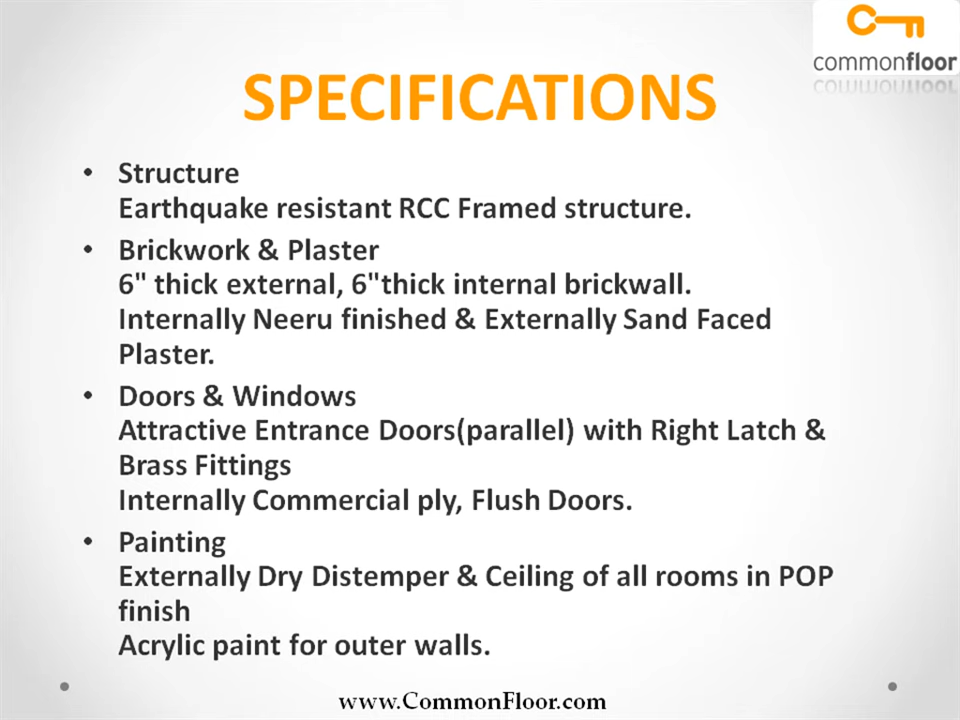 commonfloor
SPECIFICATIONS
• Structure
Earthquake resistant RCC Framed structure.
• Brickwork & Plaster
6" thick external, 6"thick internal brickwall.
Internally Neeru finished & Externally Sand Faced
Plaster.
• Doors & Windows
Attractive Entrance Doors(parallel) with Right Latch &
Brass Fittings
Internally Commercial ply, Flush Doors.
• Painting
Externally Dry Distemper & Ceiling of all rooms in POP
finish
Acrylic paint for outer walls.
www.CommonFloor.com